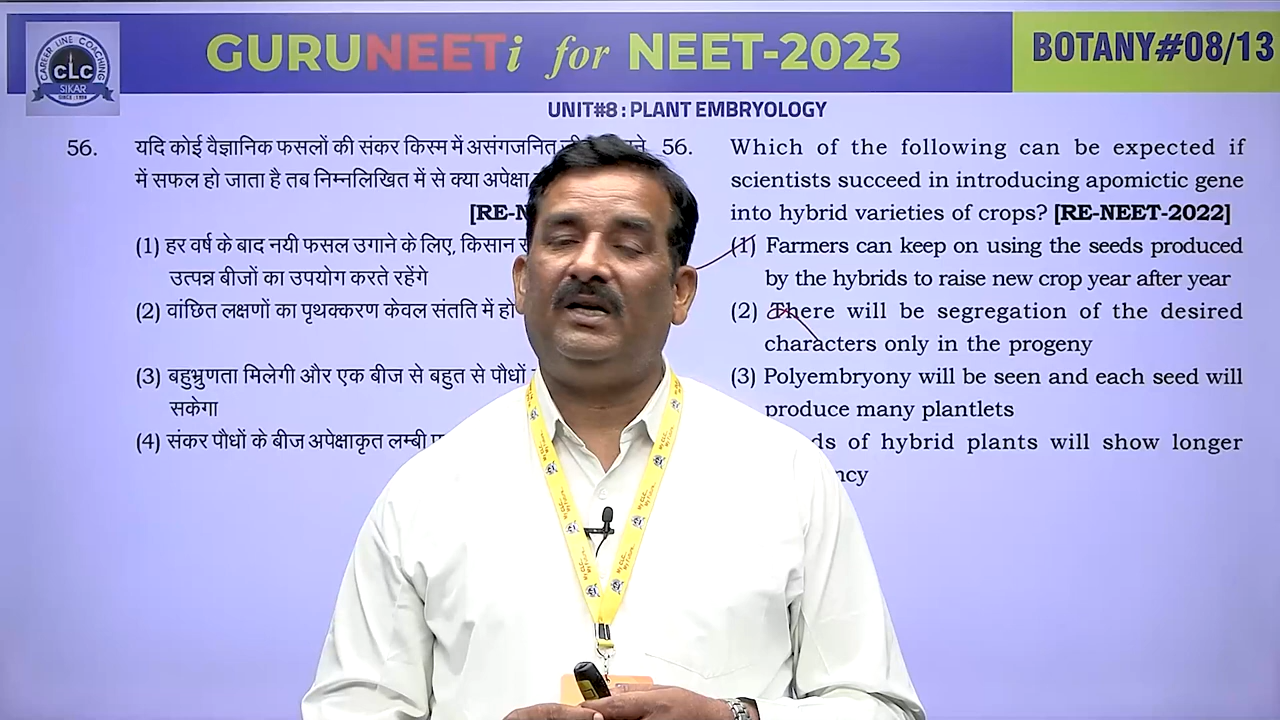 CAREER LINE COACHING
CLC
SIKAR
SINCE : 1996
GURUNEETi for NEET-2023
BOTANY#08/13
UNIT#8 : PLANT EMBRYOLOGY
56. यदि कोई वैज्ञानिक फसलों की संकर किस्म में असंगजनित
में सफल हो जाता है तब निम्नलिखित में से क्या अपेक्षा
[RE-N
(1) हर वर्ष के बाद नयी फसल उगाने के लिए, किसान
उत्पन्न बीजों का उपयोग करते रहेंगे
(2) वांछित लक्षणों का पृथक्करण केवल संतति में हो
(3) बहुभ्रुणता मिलेगी और एक बीज से बहुत से पौधों
सकेगा
(4) संकर पौधों के बीज अपेक्षाकृत लम्बी
56. Which of the following can be expected if
scientists succeed in introducing apomictic gene
into hybrid varieties of crops? [RE-NEET-2022]
(1) Farmers can keep on using the seeds produced
by the hybrids to raise new crop year after year
(2) There will be segregation of the desired
characters only in the progeny
(3) Polyembryony will be seen and each seed will
produce many plantlets
ds of hybrid plants will show longer
ncy